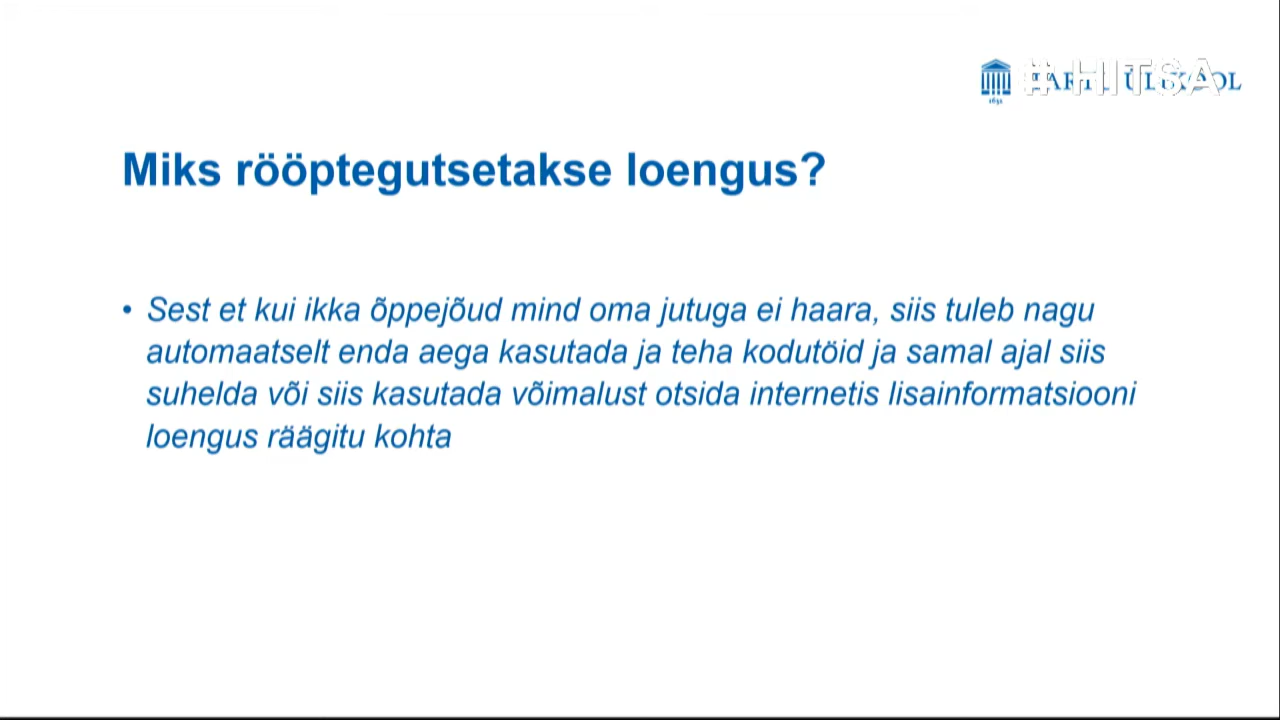 #HITSA
1632
Miks rööptegutsetakse loengus?
• Sest et kui ikka õppejõud mind oma jutuga ei haara, siis tuleb nagu
automaatselt enda aega kasutada ja teha kodutöid ja samal ajal siis
suhelda või siis kasutada võimalust otsida internetis lisainformatsiooni
loengus räägitu kohta